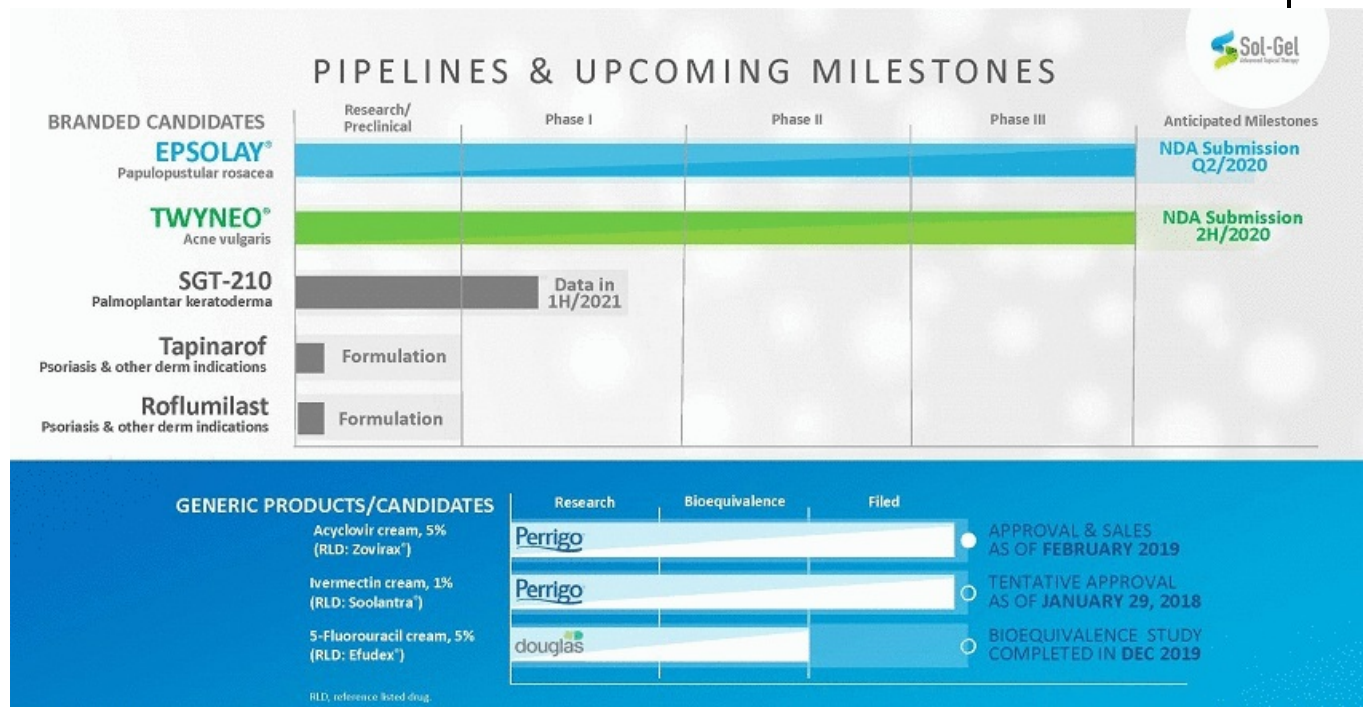 Sol-Gel
Advanced Topical Therapy
PIPELINES & UPCOMING MILESTONES
BRANDED CANDIDATES
Research/
Preclinical
Phase I
Phase II
Phase III
Anticipated Milestones
EPSOLAY®
Papulopustular rosacea
NDA Submission
Q2/2020
TWYNEO®
Acne vulgaris
NDA Submission
2H/2020
SGT-210
Palmoplantar keratoderma
Data in
1H/2021
Tapinarof
Psoriasis & other derm indications
Formulation
Roflumilast
Psoriasis & other derm indications
Formulation
GENERIC PRODUCTS/CANDIDATES
Research
Bioequivalence
Filed
Acyclovir cream, 5%
(RLD: Zovirax®)
Perrigo
APPROVAL & SALES
AS OF FEBRUARY 2019
Ivermectin cream, 1%
(RLD: Soolantra®)
Perrigo
TENTATIVE APPROVAL
AS OF JANUARY 29, 2018
5-Fluorouracil cream, 5%
(RLD: Efudex®)
douglas
BIOEQUIVALENCE STUDY
COMPLETED IN DEC 2019
RLD, reference listed drug.